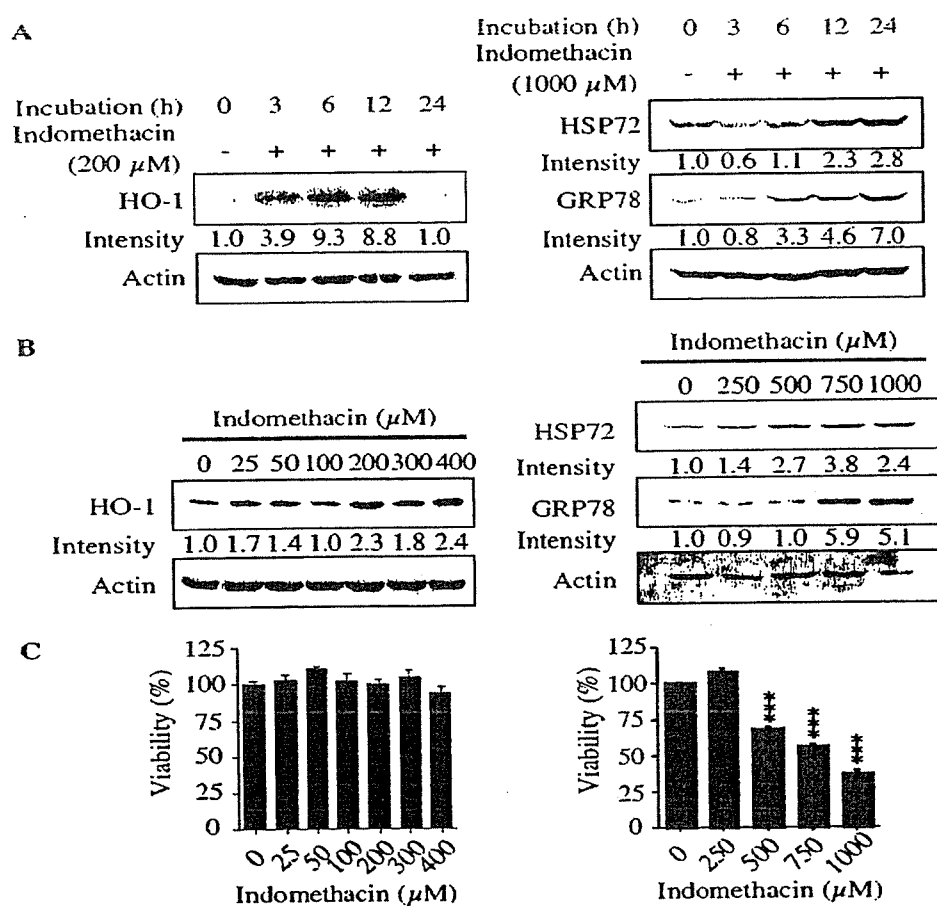 A
Incubation (h) 0 3 6 12 24
Indomethacin
(200 μM) - + + + +
HO-1
Intensity 1.0 3.9 9.3 8.8 1.0
Actin
Incubation (h) 0 3 6 12 24
Indomethacin
(1000 μM) - + + + +
HSP72
Intensity 1.0 0.6 1.1 2.3 2.8
GRP78
Intensity 1.0 0.8 3.3 4.6 7.0
Actin
B
Indomethacin (μM)
0 25 50 100 200 300 400
HO-1
Intensity 1.0 1.7 1.4 1.0 2.3 1.8 2.4
Actin
Indomethacin (μM)
0 250 500 750 1000
HSP72
Intensity 1.0 1.4 2.7 3.8 2.4
GRP78
Intensity 1.0 0.9 1.0 5.9 5.1
Actin
C
Viability (%)
125
100
75
50
25
0
0 25 50 100 200 300 400
Indomethacin (μM)
Viability (%)
125
100
75
50
25
0
*** *** ***
0 250 500 750 1000
Indomethacin (μM)